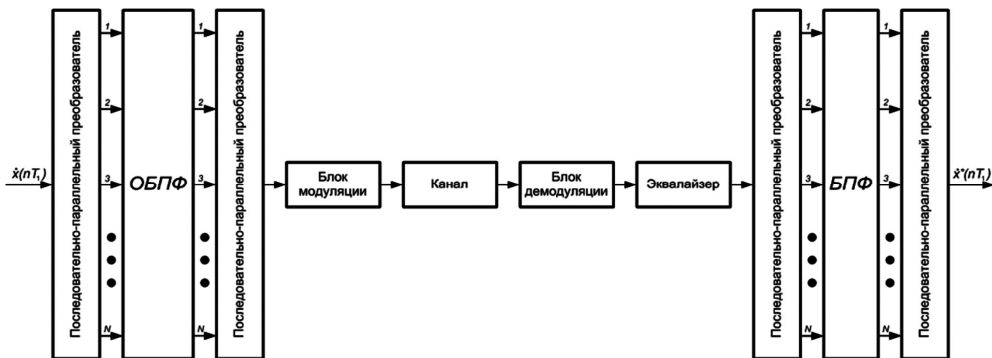 ẋ(nT₁)
Последовательно-параллельный преобразователь
1
2
3
N
ОБПФ
1
2
3
N
Последовательно-параллельный преобразователь
Блок
модуляции
Канал
Блок
демодуляции
Эквалайзер
Последовательно-параллельный преобразователь
1
2
3
N
БПФ
1
2
3
N
Последовательно-параллельный преобразователь
ẋ*(nT₁)